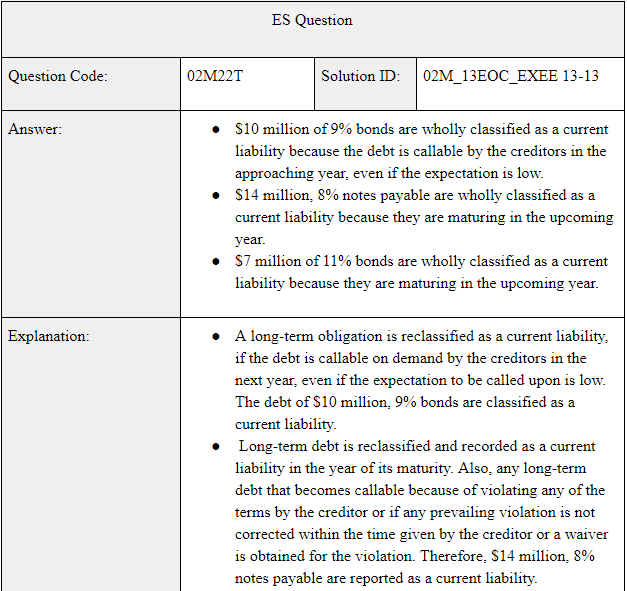 ES Question
Question Code: 02M22T Solution ID: 02M_13EOC_EXEE 13-13
Answer:
● $10 million of 9% bonds are wholly classified as a current
liability because the debt is callable by the creditors in the
approaching year, even if the expectation is low.
● $14 million, 8% notes payable are wholly classified as a
current liability because they are maturing in the upcoming
year.
● $7 million of 11% bonds are wholly classified as a current
liability because they are maturing in the upcoming year.
Explanation:
● A long-term obligation is reclassified as a current liability,
if the debt is callable on demand by the creditors in the
next year, even if the expectation to be called upon is low.
The debt of $10 million, 9% bonds are classified as a
current liability.
● Long-term debt is reclassified and recorded as a current
liability in the year of its maturity. Also, any long-term
debt that becomes callable because of violating any of the
terms by the creditor or if any prevailing violation is not
corrected within the time given by the creditor or a waiver
is obtained for the violation. Therefore, $14 million, 8%
notes payable are reported as a current liability.